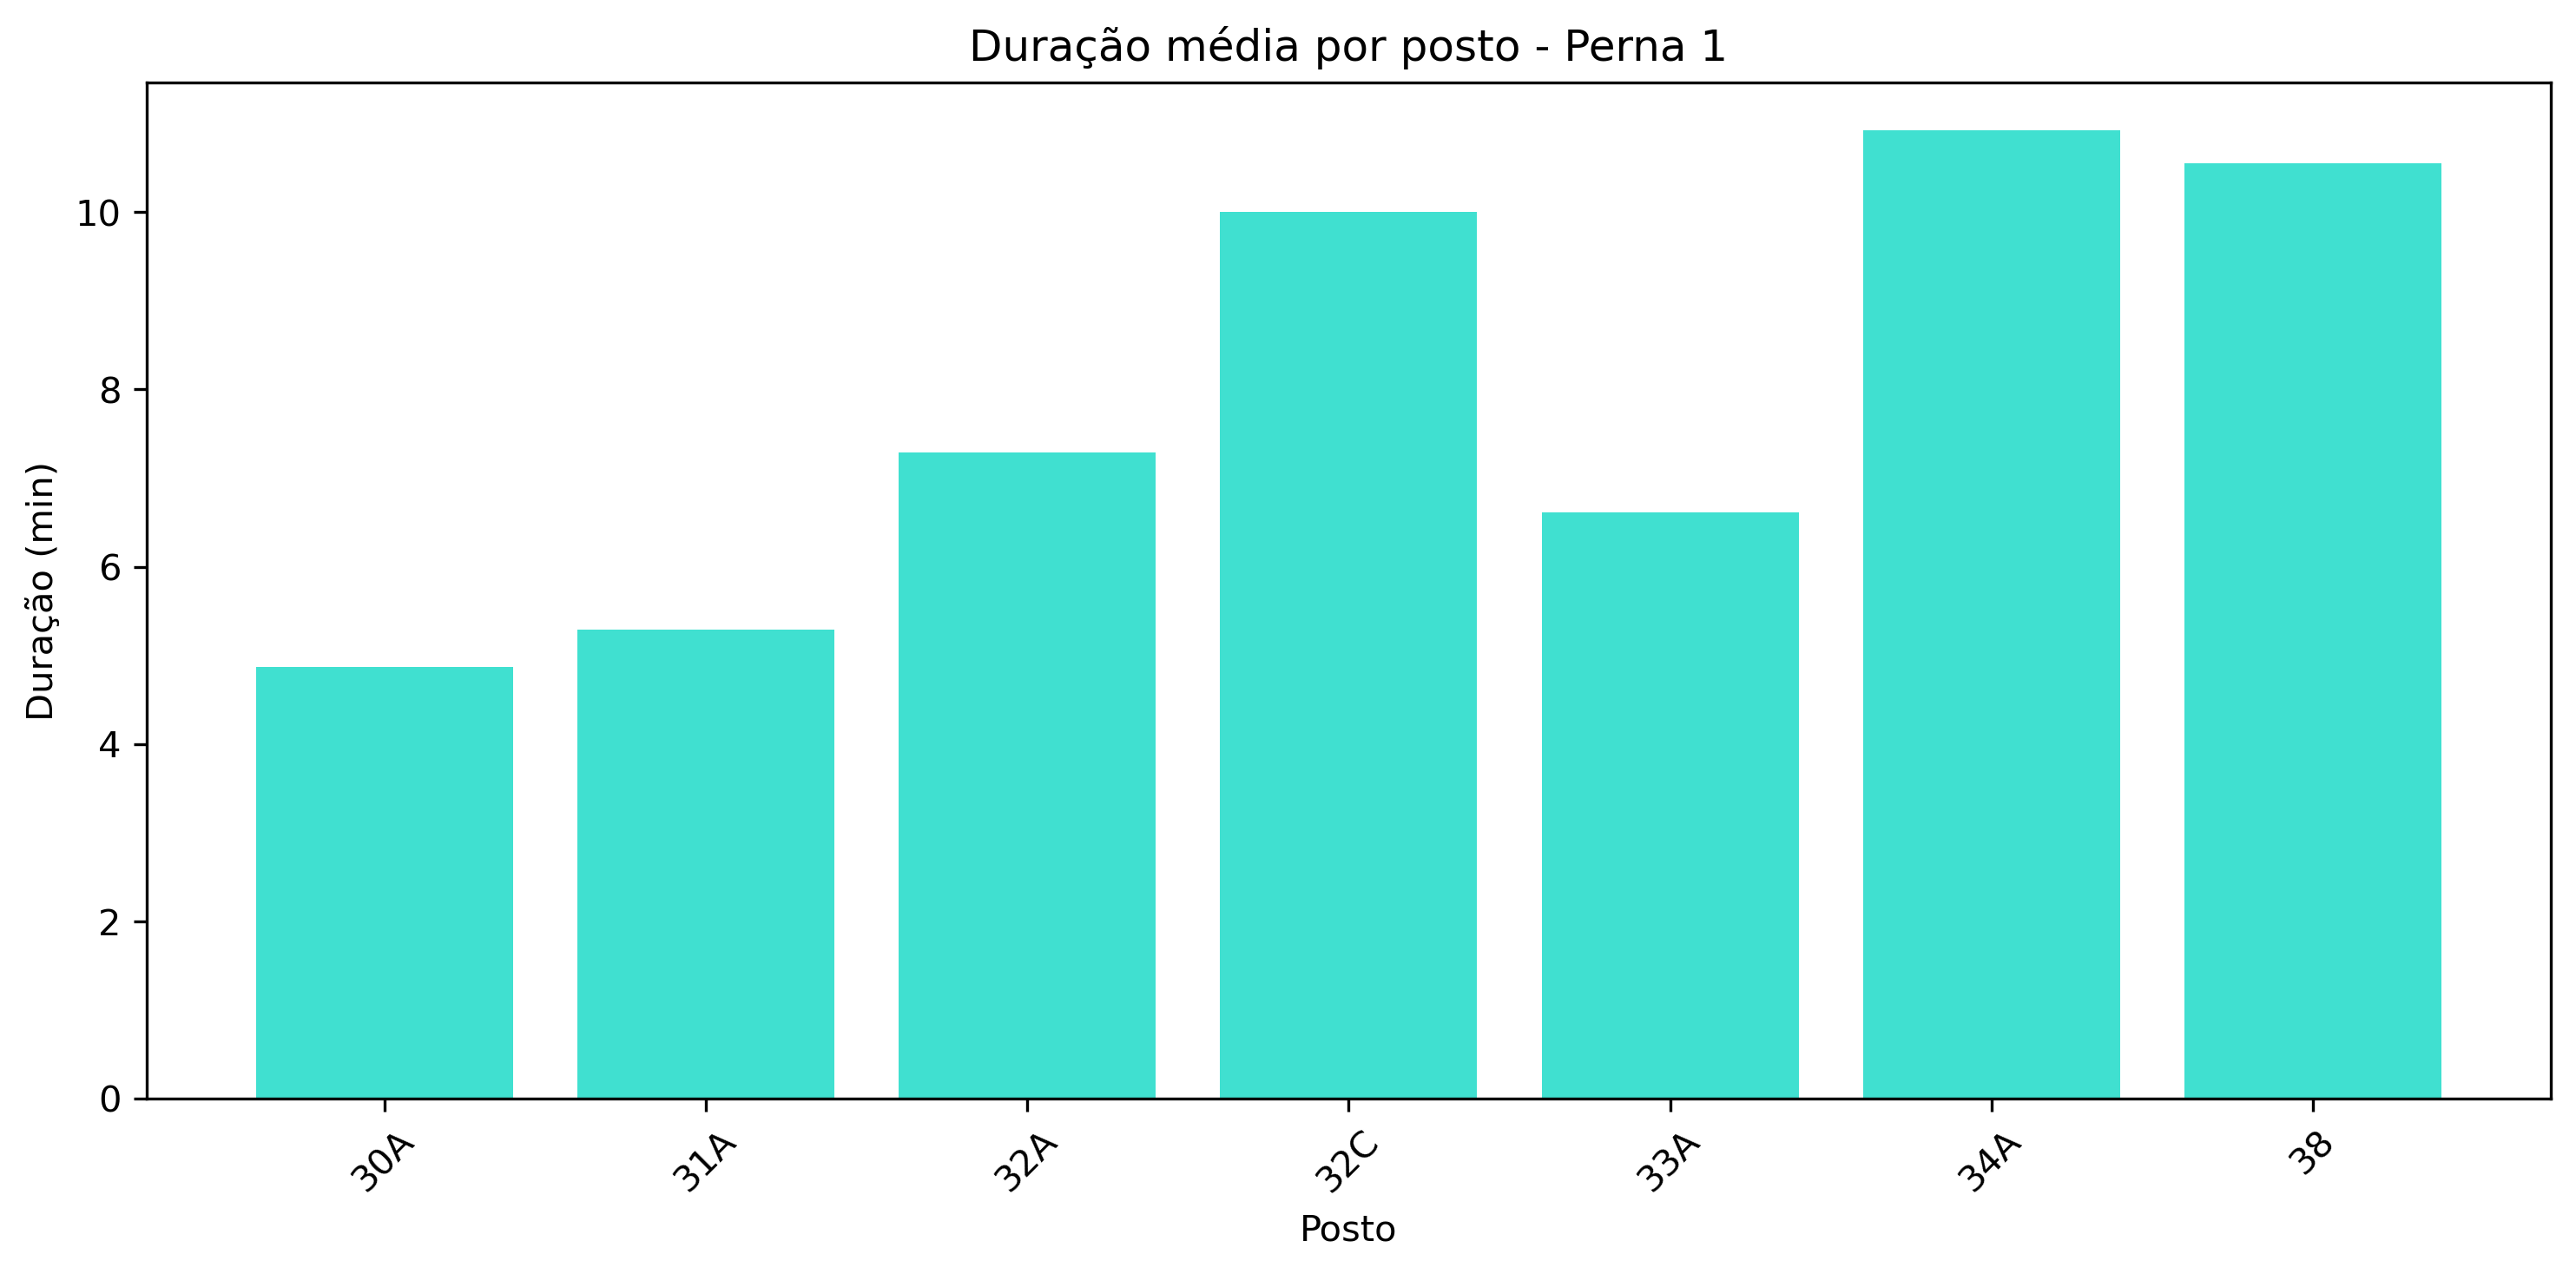 Duração média por posto - Perna 1
Duração (min)
10
8
6
4
2
0
30A
31A
32A
32C
33A
34A
38
Posto